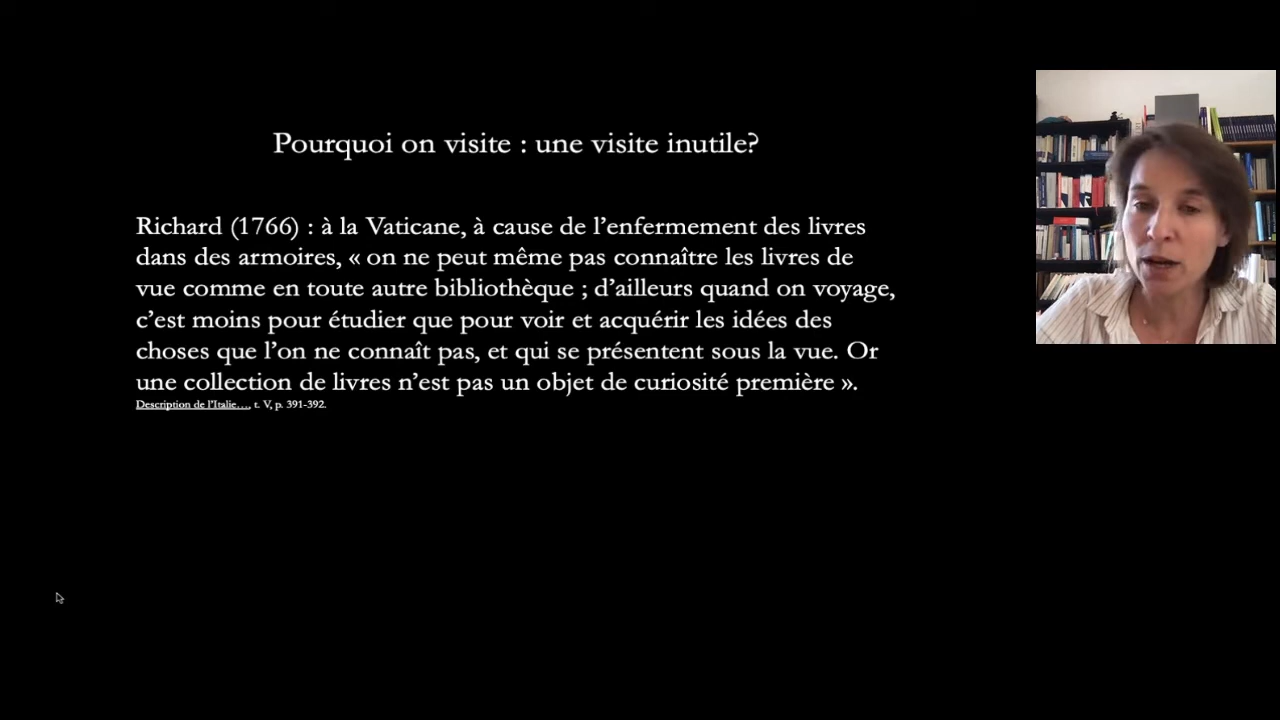 Pourquoi on visite : une visite inutile?
Richard (1766) : à la Vaticane, à cause de l’enfermement des livres
dans des armoires, « on ne peut même pas connaître les livres de
vue comme en toute autre bibliothèque ; d’ailleurs quand on voyage,
c’est moins pour étudier que pour voir et acquérir les idées des
choses que l’on ne connaît pas, et qui se présentent sous la vue. Or
une collection de livres n’est pas un objet de curiosité première ».
Description de l’Italie…, t. V, p. 391-392.